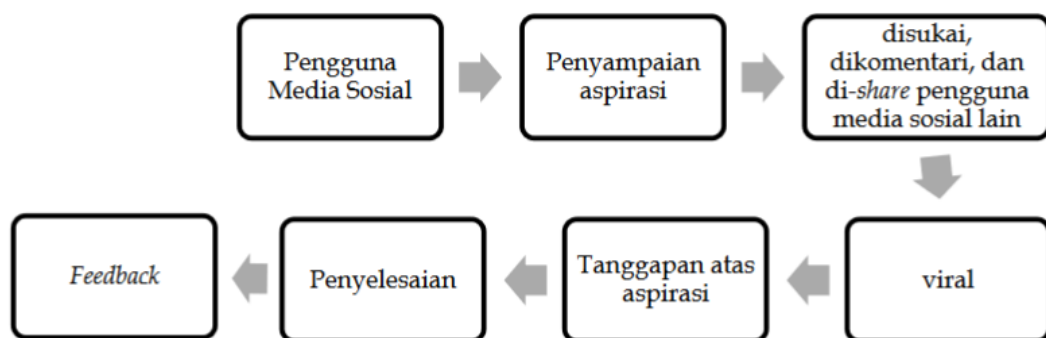 Pengguna
Media Sosial
Penyampaian
aspirasi
disukai,
dikomentari, dan
di-share pengguna
media sosial lain
viral
Tanggapan atas
aspirasi
Penyelesaian
Feedback